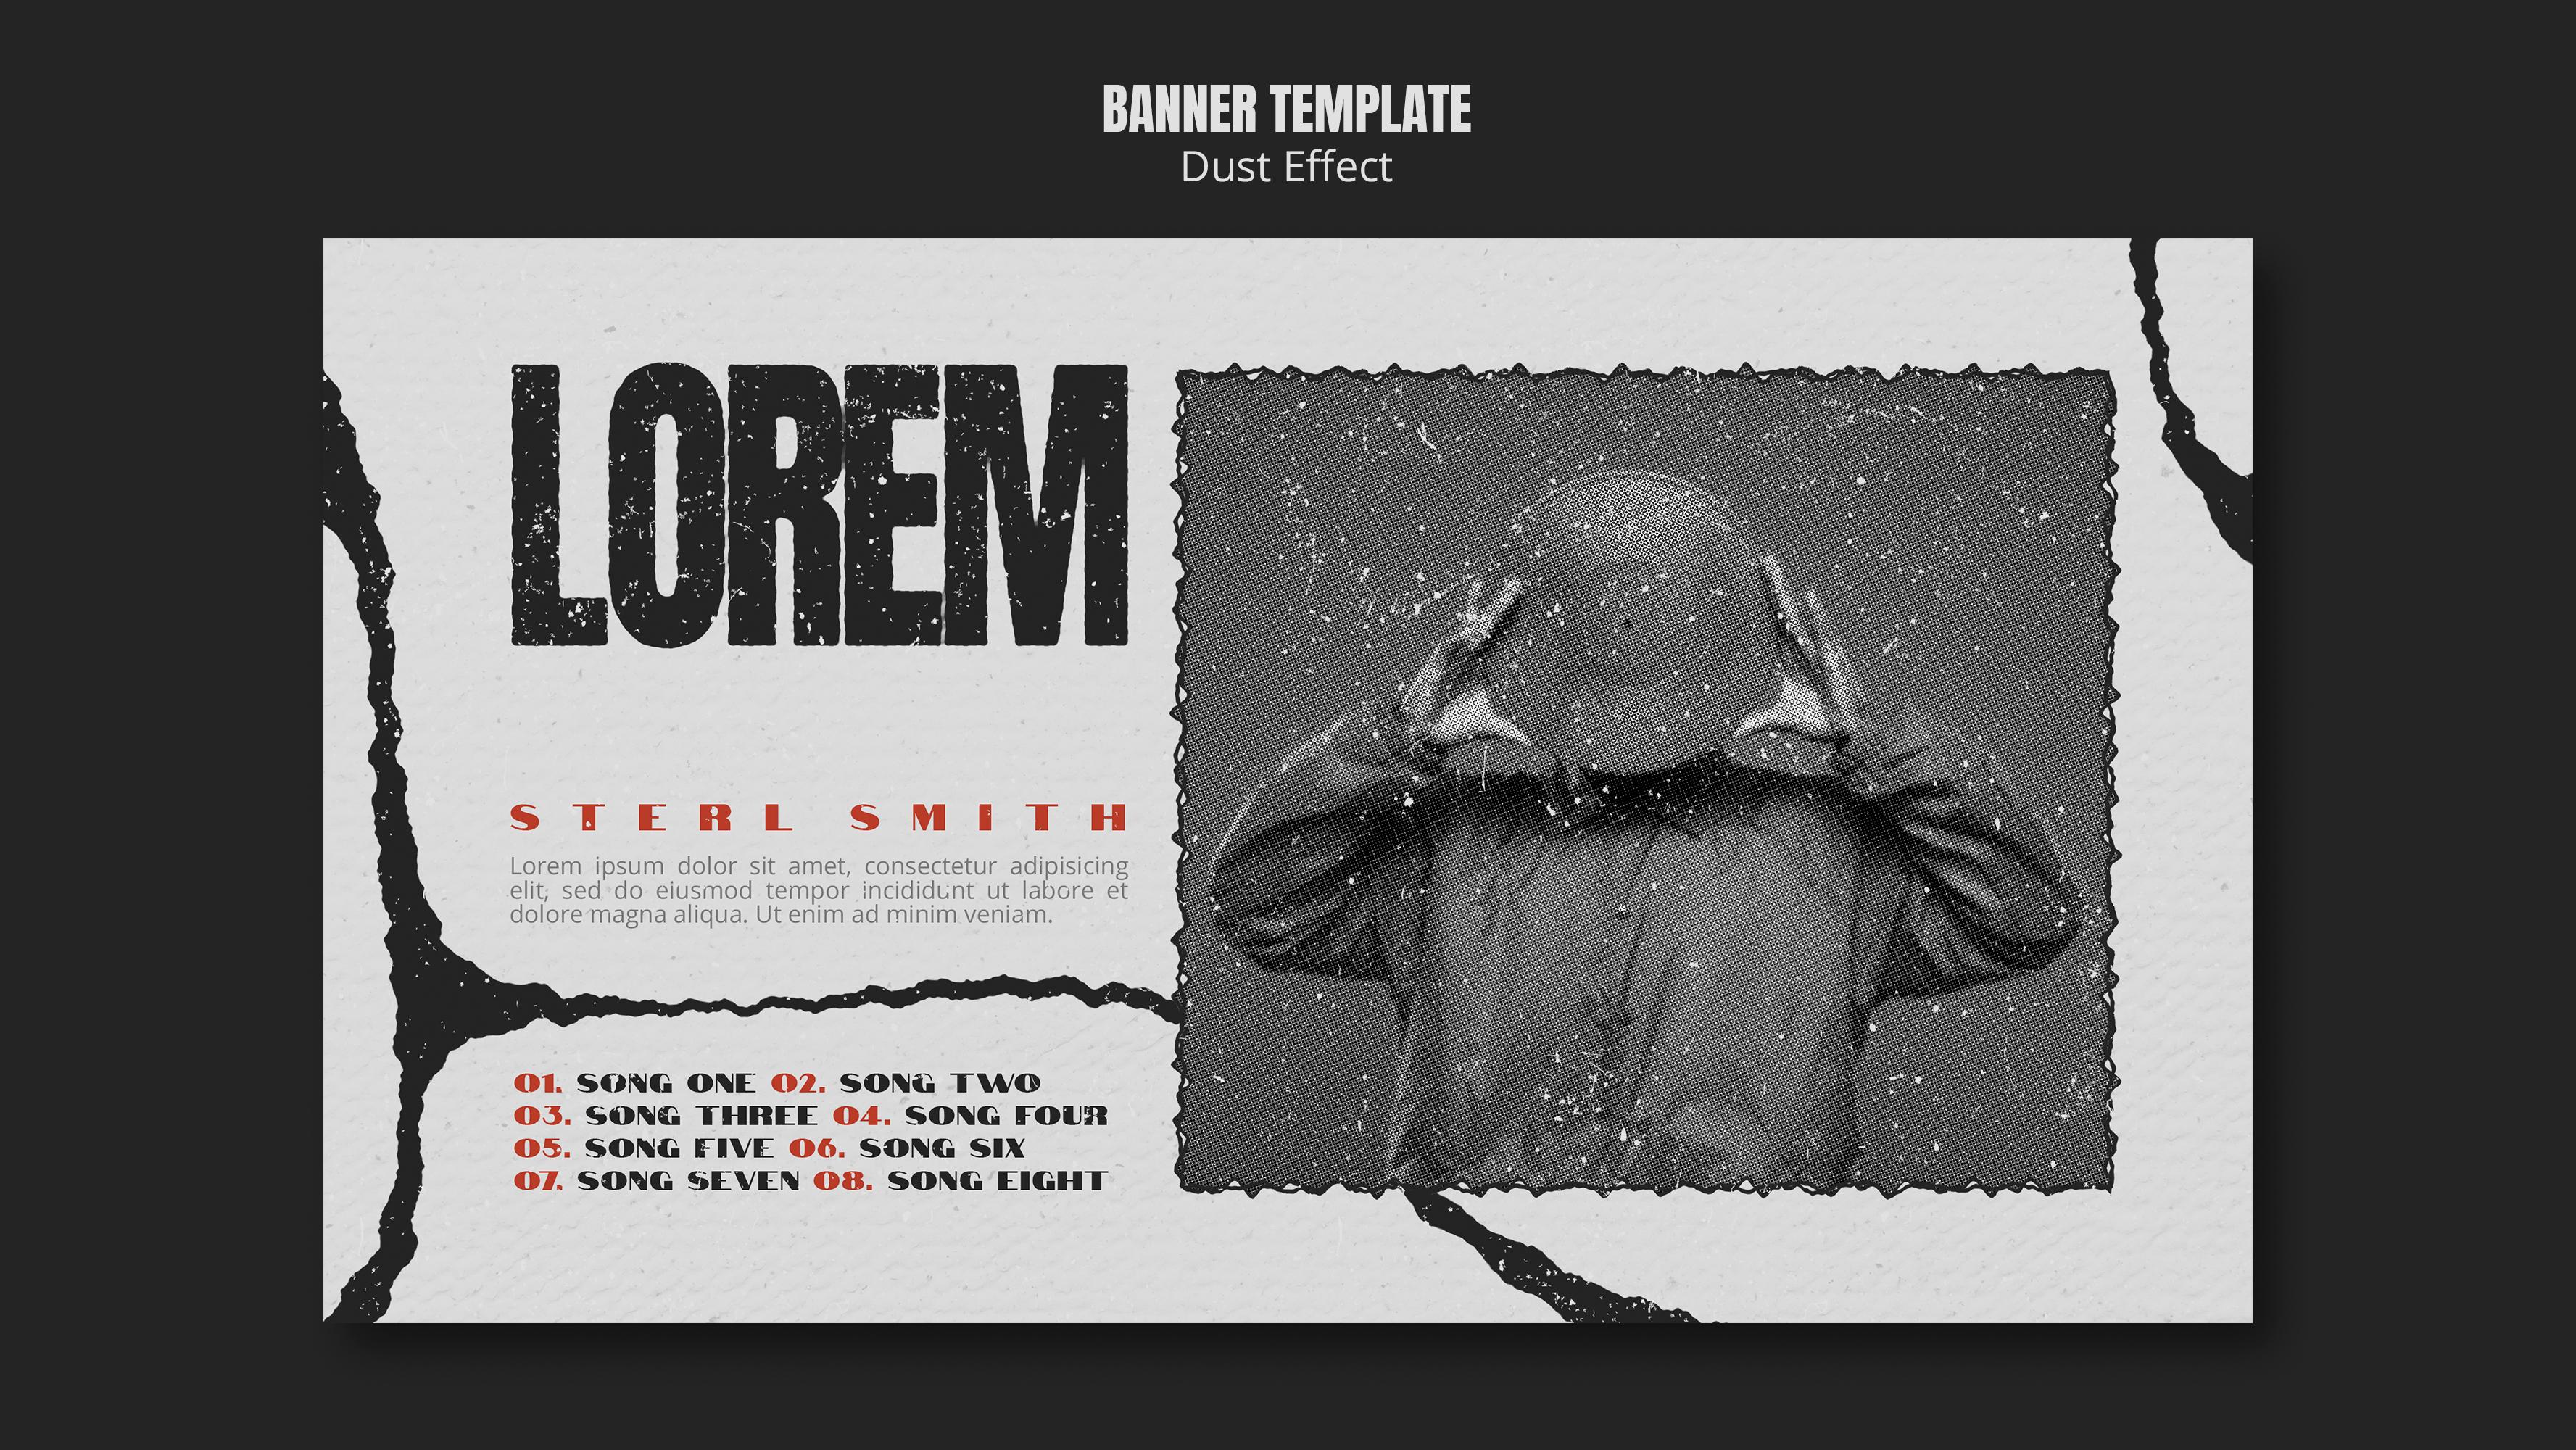 BANNER TEMPLATE
Dust Effect
LOREM
STERL SMITH
Lorem ipsum dolor sit amet, consectetur adipisicing
elit, sed do eiusmod tempor incididunt ut labore et
dolore magna aliqua. Ut enim ad minim veniam.
01. SONG ONE 02. SONG TWO
03. SONG THREE 04. SONG FOUR
05. SONG FIVE 06. SONG SIX
07. SONG SEVEN 08. SONG EIGHT